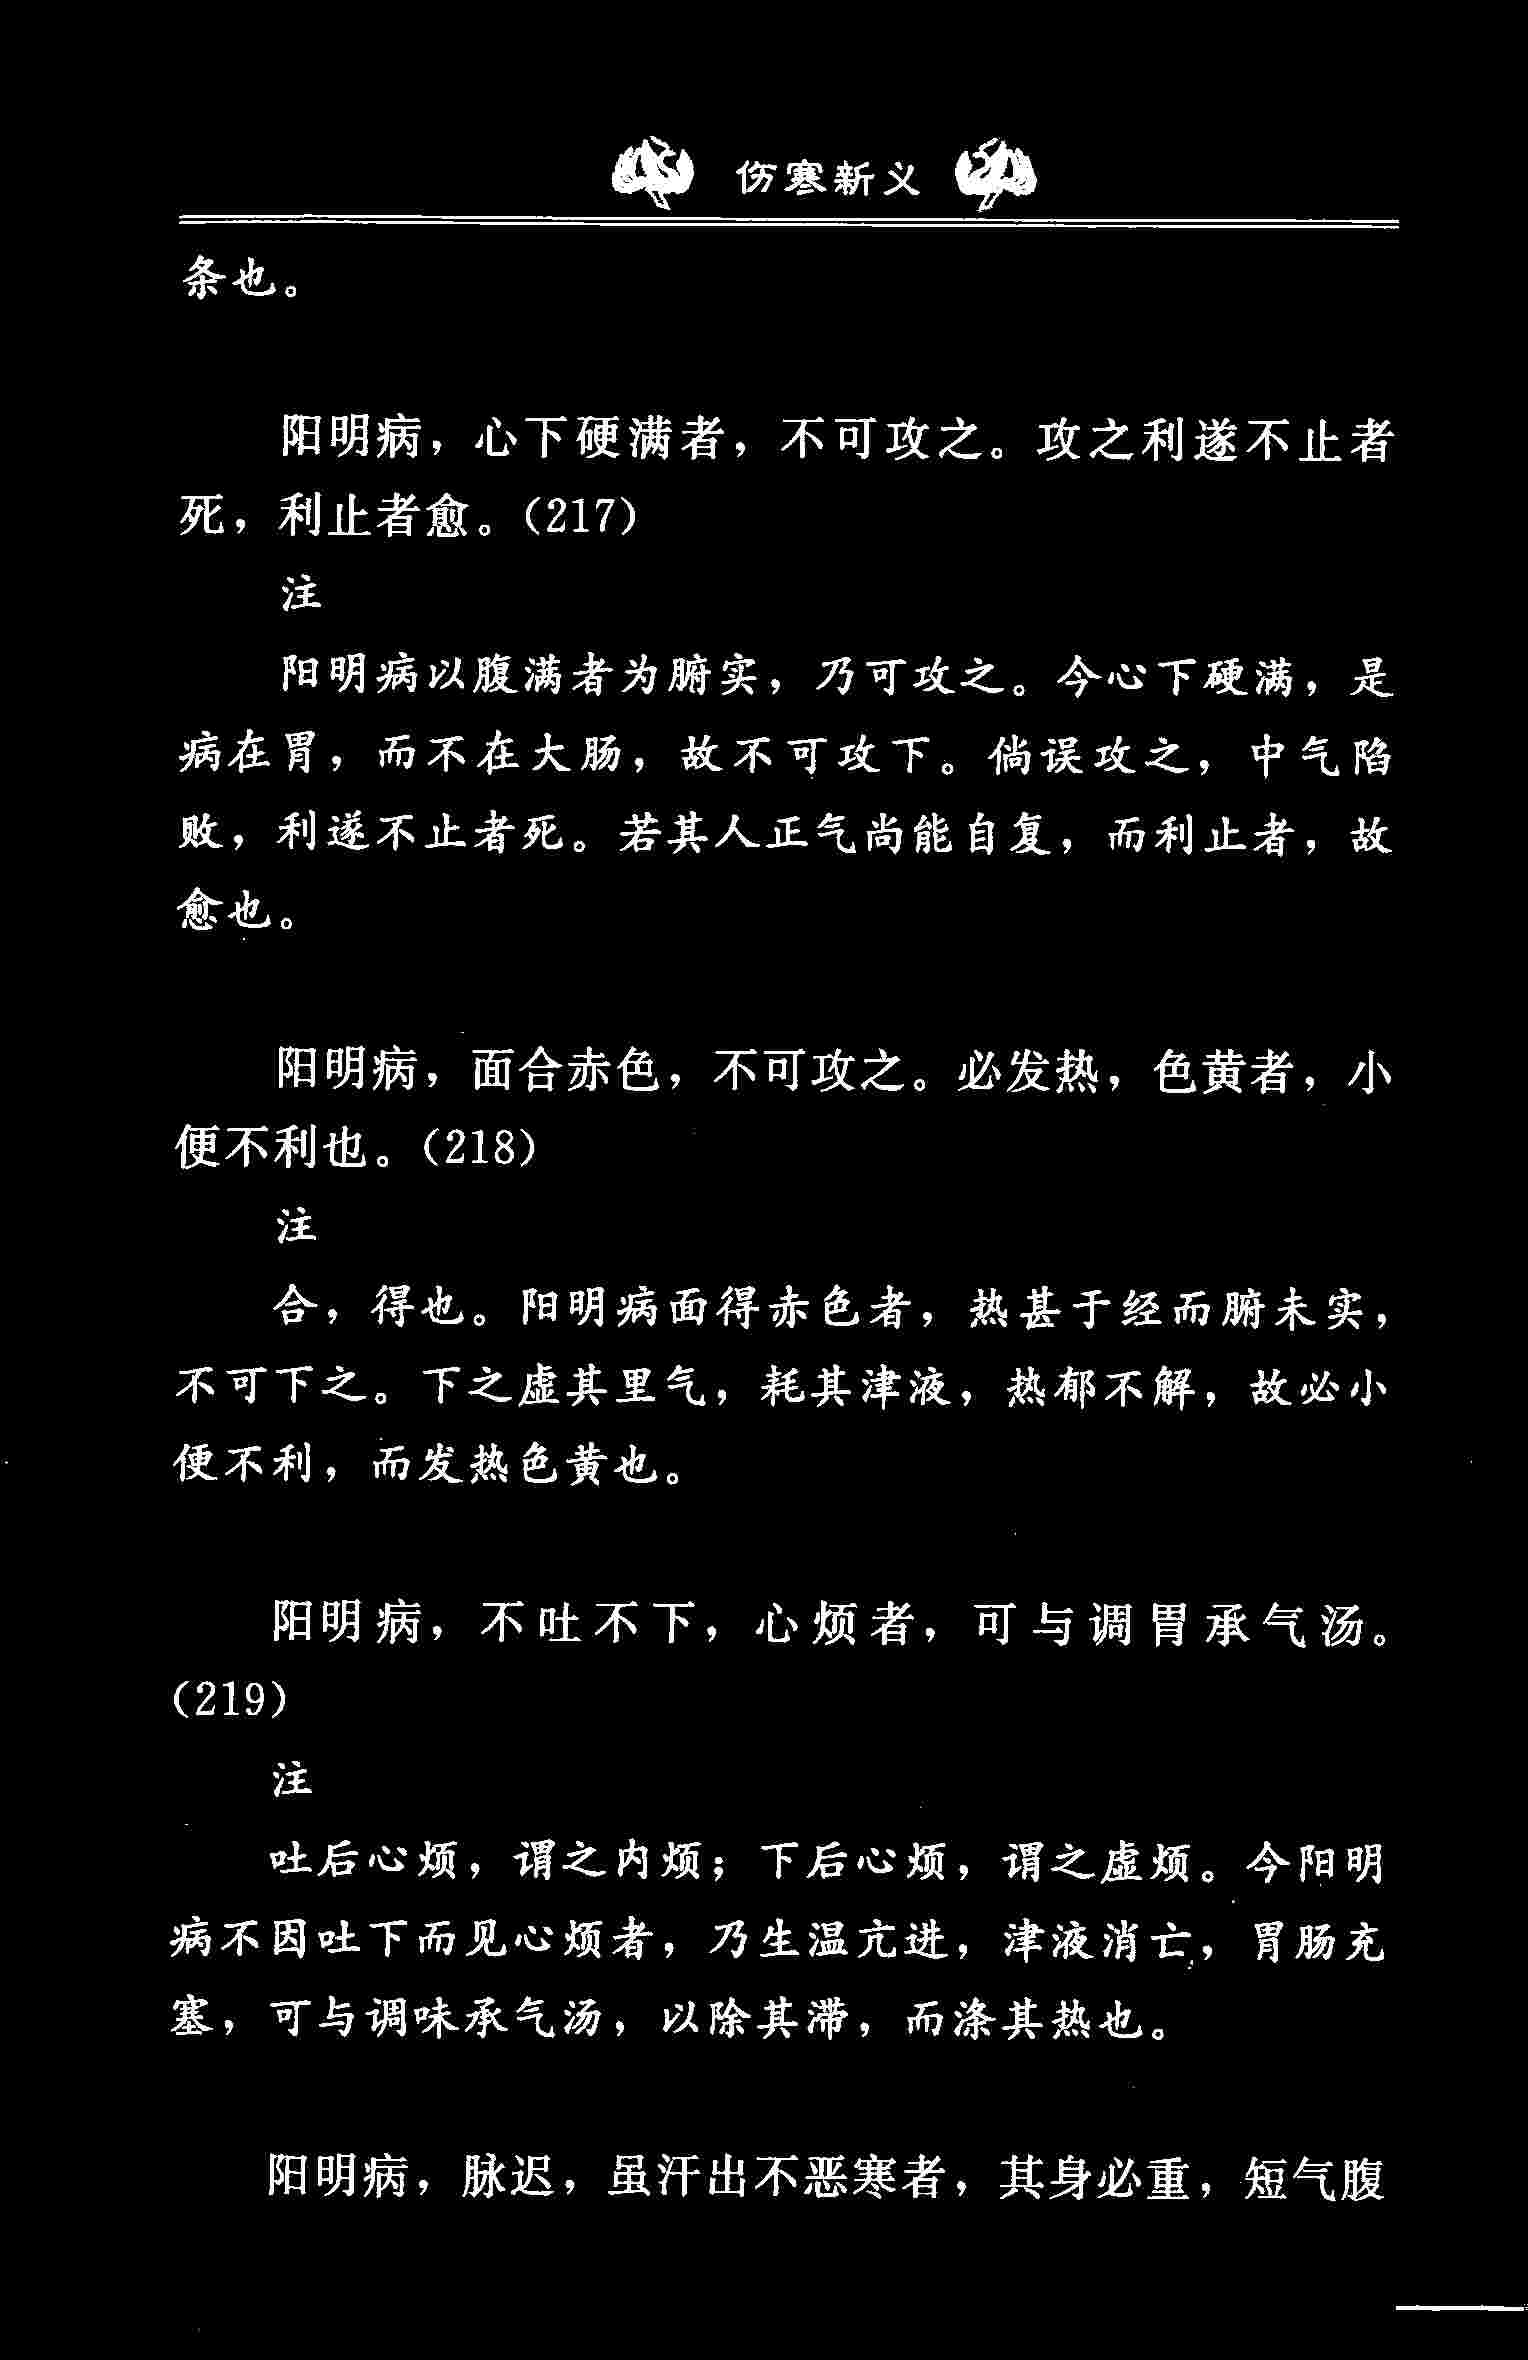 伤寒新义
条也。
阳明病，心下硬满者，不可攻之。攻之利遂不止者
死，利止者愈。（217）
注
阳明病以腹满者为腑实，乃可攻之。今心下硬满，是
病在胃，而不在大肠，故不可攻下。倘误攻之，中气陷
败，利遂不止者死。若其人正气尚能自复，而利止者，故
愈也。
阳明病，面合赤色，不可攻之。必发热，色黄者，小
便不利也。（218）
注
合，得也。阳明病面得赤色者，热甚于经而腑未实，
不可下之。下之虚其里气，耗其津液，热郁不解，故必小
便不利，而发热色黄也。
阳明病，不吐不下，心烦者，可与调胃承气汤。
（219）
注
吐后心烦，谓之内烦；下后心烦，谓之虚烦。今阳明
病不因吐下而见心烦者，乃生温亢进，津液消亡，胃肠充
塞，可与调味承气汤，以除其滞，而涤其热也。
阳明病，脉迟，虽汗出不恶寒者，其身必重，短气腹